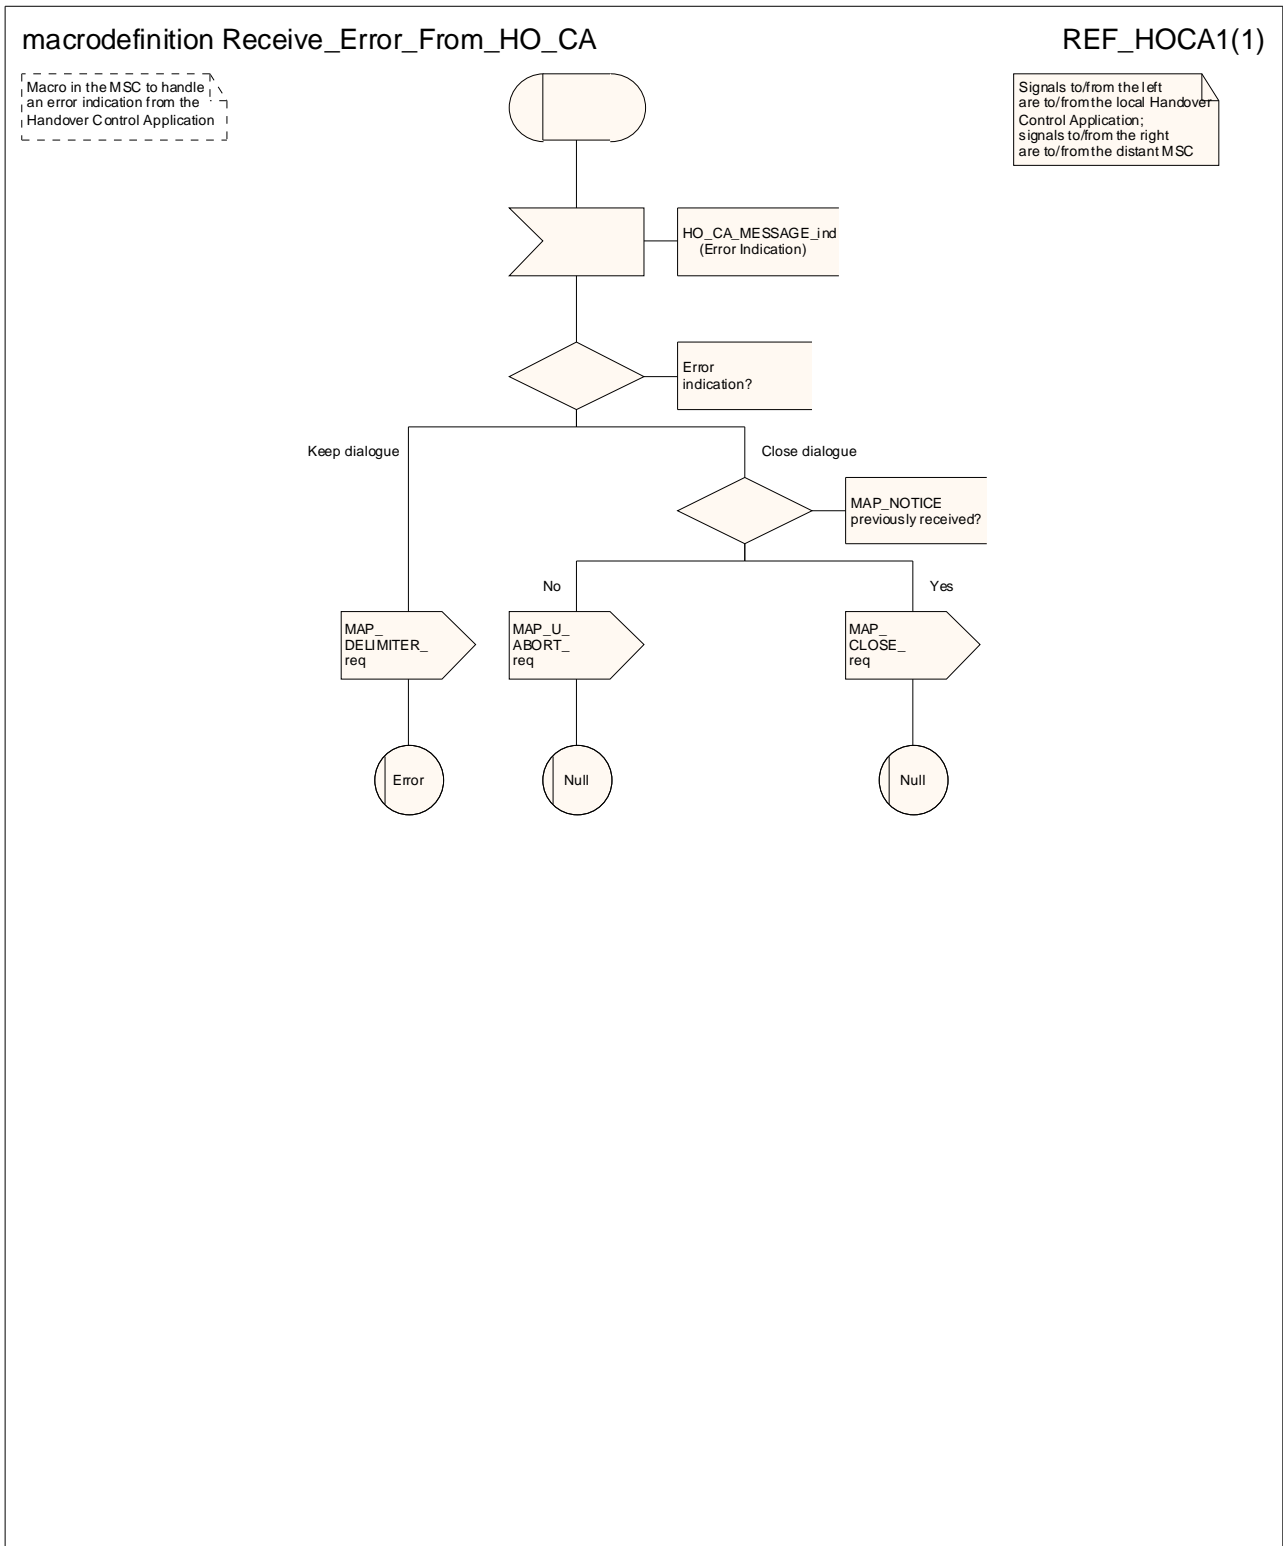 macrodefinition Receive_Error_From_HO_CA
REF_HOCA1(1)
Macro in the MSC to handle
an error indication from the
Handover Control Application
Signals to/from the left
are to/from the local Handover
Control Application;
signals to/from the right
are to/from the distant MSC
HO_CA_MESSAGE_ind
(Error Indication)
Error
indication?
Keep dialogue
Close dialogue
MAP_NOTICE
previously received?
No
Yes
MAP_
DELIMITER_
req
MAP_U_
ABORT_
req
MAP_
CLOSE_
req
Error
Null
Null